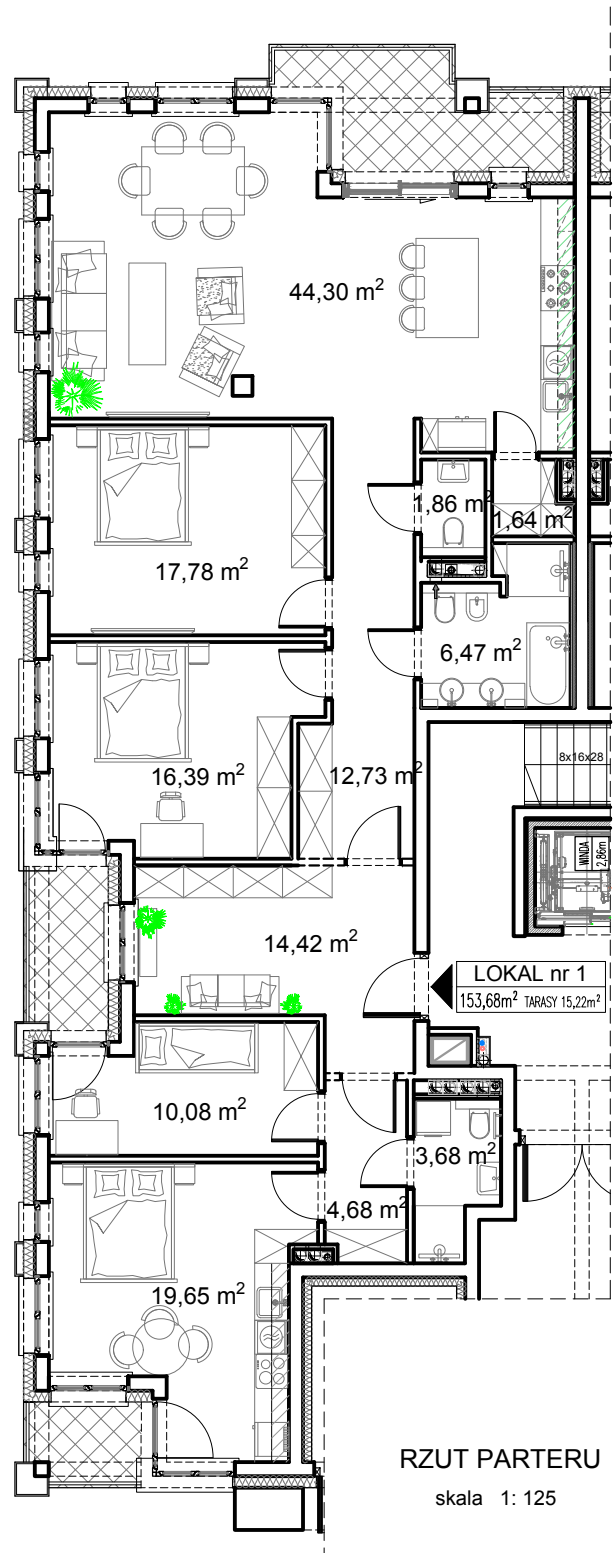 44,30 m²
1,86 m²
1,64 m²
17,78 m²
6,47 m²
16,39 m²
12,73 m²
8x16x28
WINDA
2,86m
14,42 m²
LOKAL nr 1
153,68m² TARASY 15,22m²
10,08 m²
3,68 m²
4,68 m²
19,65 m²
RZUT PARTERU
skala 1: 125